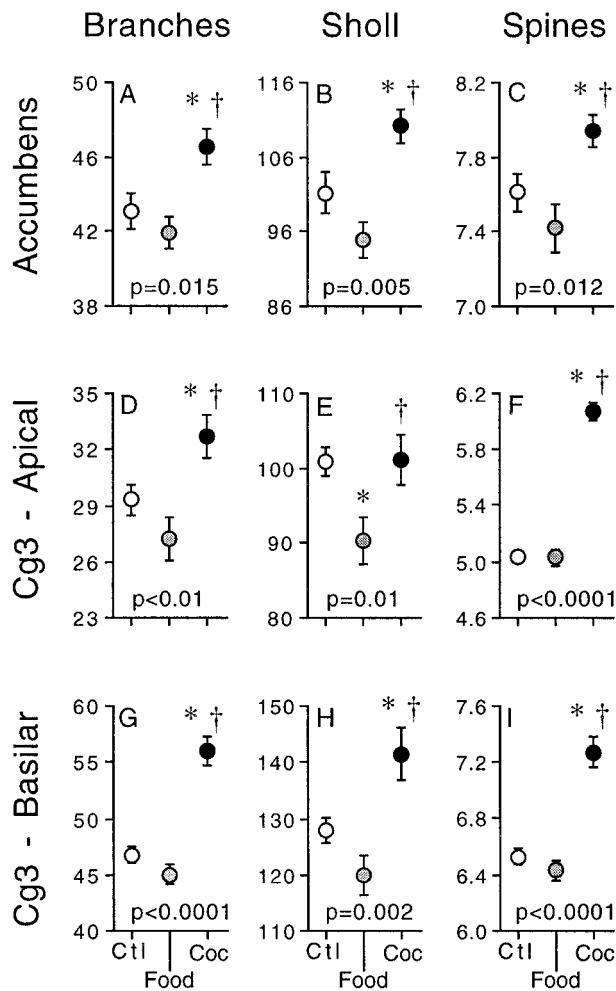 Branches Sholl Spines
Accumbens
50
46
42
38
A
* †
p=0.015
116
106
96
86
B
* †
p=0.005
8.2
7.8
7.4
7.0
C
* †
p=0.012
Cg3 - Apical
35
32
29
26
23
D
* †
p<0.01
110
100
90
80
E
†
*
p=0.01
6.2
5.8
5.4
5.0
4.6
F
* †
p<0.0001
Cg3 - Basilar
60
55
50
45
40
G
* †
p<0.0001
150
140
130
120
110
H
* †
p=0.002
7.6
7.2
6.8
6.4
6.0
I
* †
p<0.0001
Ctl Coc
Food
Ctl Coc
Food
Ctl Coc
Food